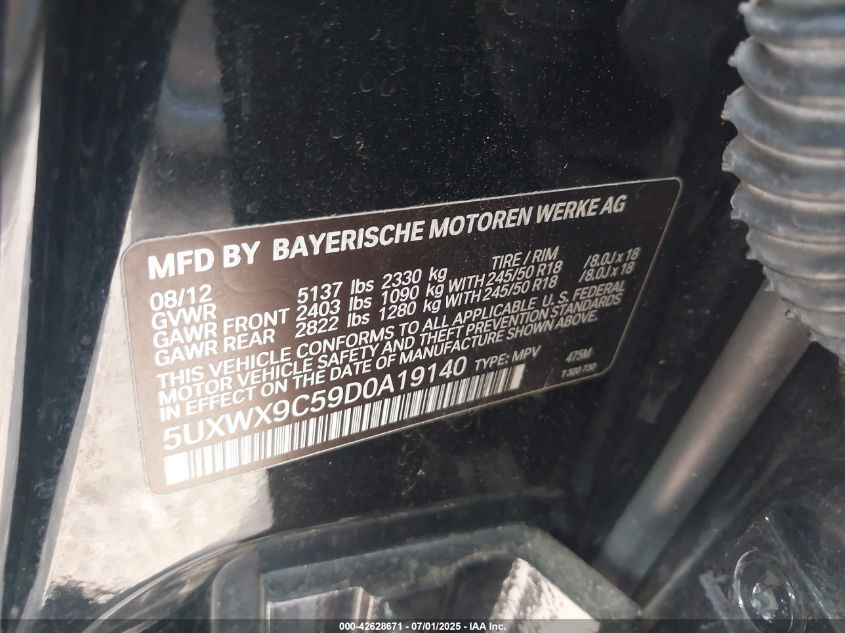 MFD BY BAYERISCHE MOTOREN WERKE AG
08/12 TIRE / RIM
GVWR 5137 lbs 2330 kg
GAWR FRONT 2403 lbs 1090 kg WITH 245/50 R18 /8.0J x 18
GAWR REAR 2822 lbs 1280 kg WITH 245/50 R18 /8.0J x 18
THIS VEHICLE CONFORMS TO ALL APPLICABLE U. S. FEDERAL
MOTOR VEHICLE SAFETY AND THEFT PREVENTION STANDARDS
IN EFFECT ON THE DATE OF MANUFACTURE SHOWN ABOVE.
5UXWX9C59D0A19140 TYPE: MPV 475M
7 320 730
000-42628671 - 07/01/2025 - IAA Inc.